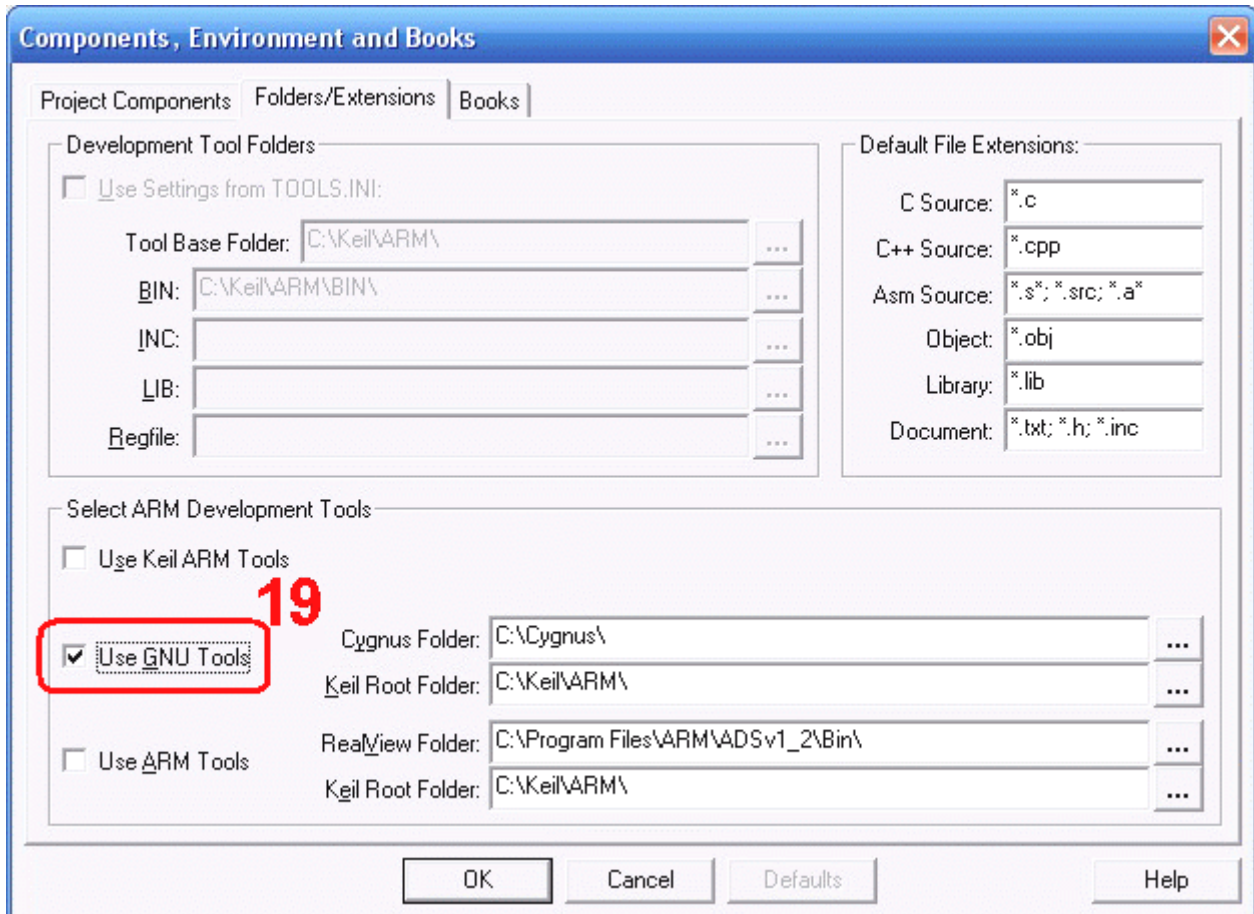 Components, Environment and Books
Project Components Folders/Extensions Books
Development Tool Folders
Use Settings from TOOLS.INI:
Tool Base Folder: C:\Keil\ARM\ ...
BIN: C:\Keil\ARM\BIN\ ...
INC: ...
LIB: ...
Regfile: ...
Default File Extensions:
C Source: *.c
C++ Source: *.cpp
Asm Source: *.s*; *.src; *.a*
Object: *.obj
Library: *.lib
Document: *.txt; *.h; *.inc
Select ARM Development Tools
Use Keil ARM Tools
19
Use GNU Tools
Cygnus Folder: C:\Cygnus\ ...
Keil Root Folder: C:\Keil\ARM\ ...
Use ARM Tools
RealView Folder: C:\Program Files\ARM\ADSv1_2\Bin\ ...
Keil Root Folder: C:\Keil\ARM\ ...
OK Cancel Defaults Help